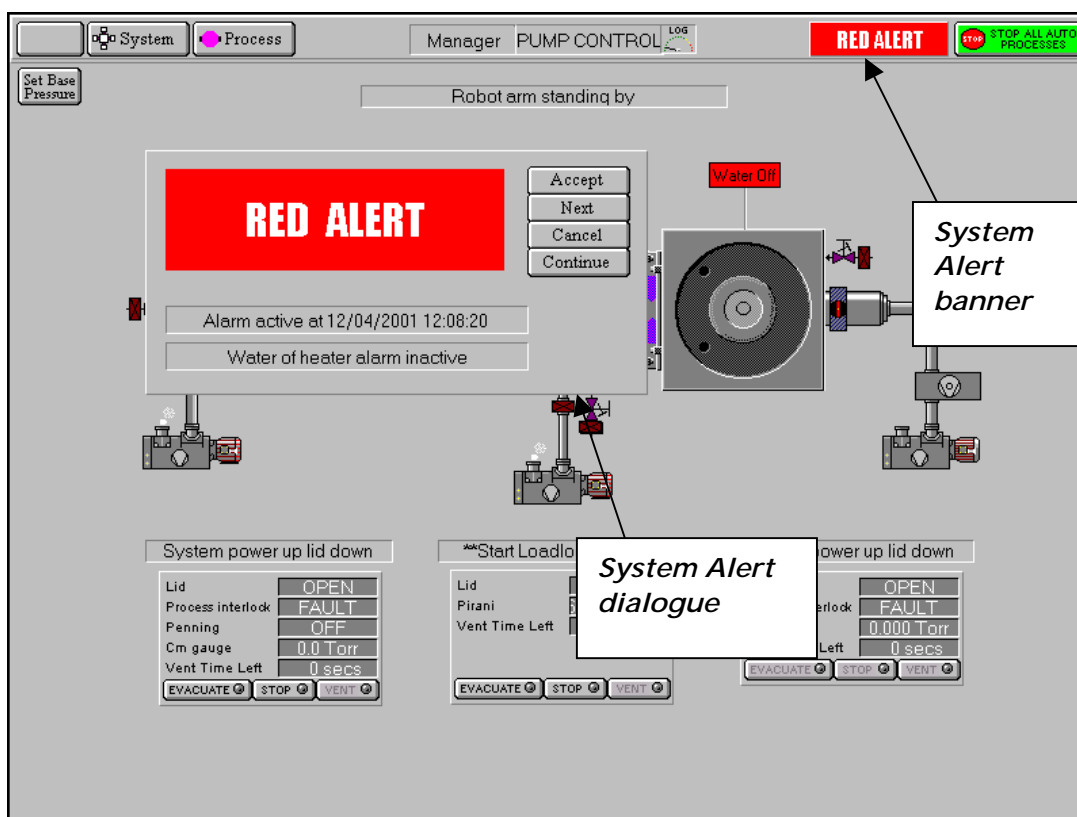 System
Process
Manager PUMP CONTROL LOG
RED ALERT
STOP STOP ALL AUTO
PROCESSES
Set Base
Pressure
Robot arm standing by
RED ALERT
Accept
Next
Cancel
Continue
Alarm active at 12/04/2001 12:08:20
Water of heater alarm inactive
Water Off
System
Alert
banner
System Alert
dialogue
System power up lid down
Lid OPEN
Process interlock FAULT
Penning OFF
Cm gauge 0.0 Torr
Vent Time Left 0 secs
EVACUATE STOP VENT
**Start Loadlo
Lid
Pirani
Vent Time Left
EVACUATE STOP VENT
ower up lid down
OPEN
erlock FAULT
0.000 Torr
Left 0 secs
EVACUATE STOP VENT